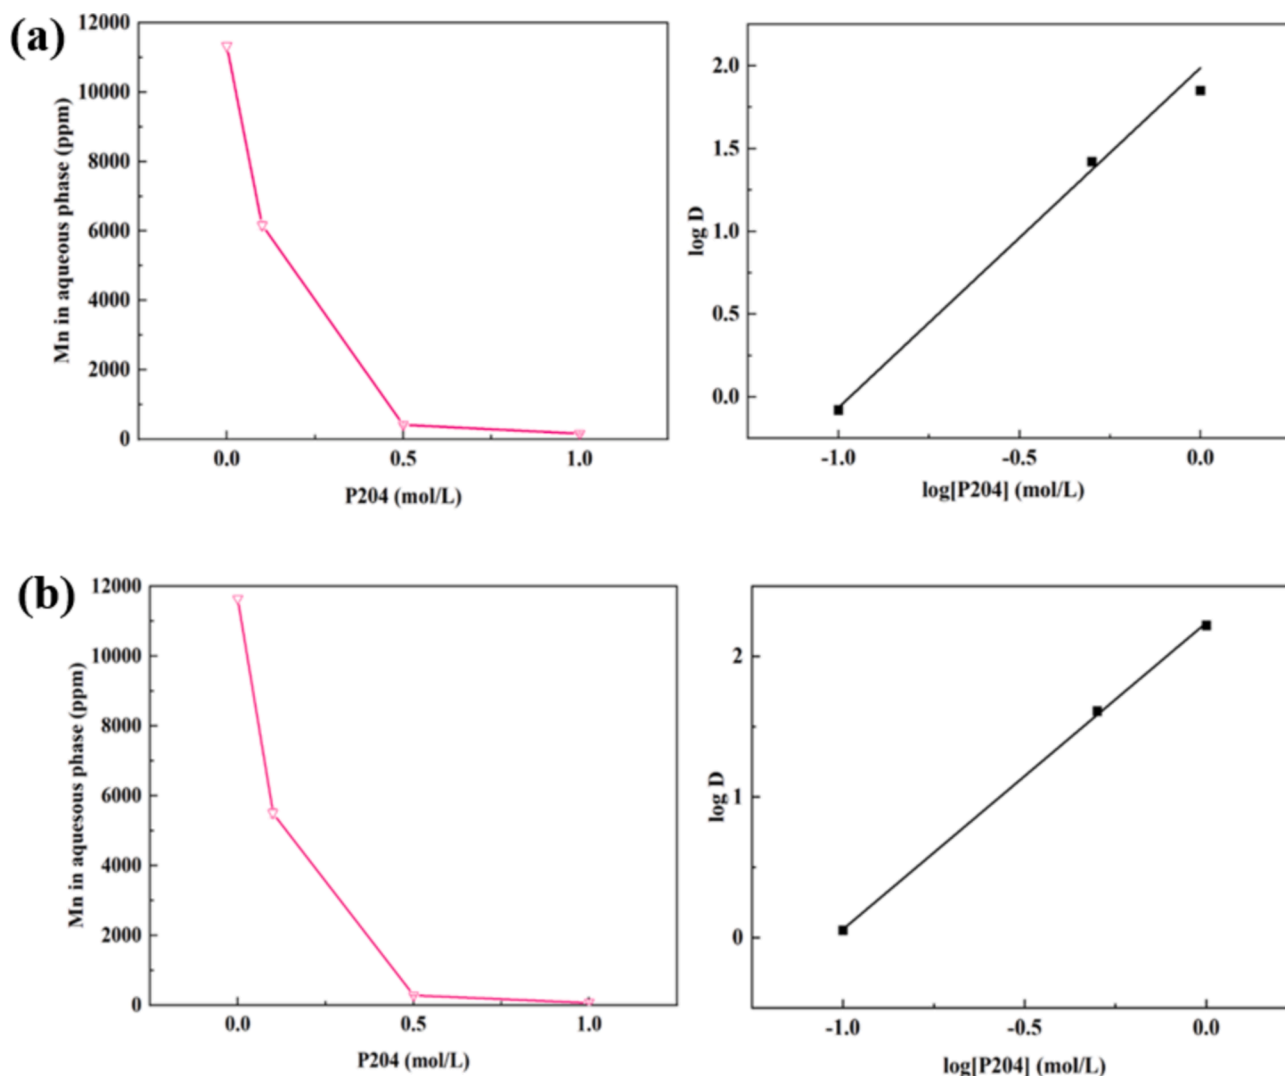 (a)
12000
10000
8000
6000
4000
2000
0
Mn in aqueous phase (ppm)
0.0 0.5 1.0
P204 (mol/L)
2.0
1.5
1.0
0.5
0.0
log D
-1.0 -0.5 0.0
log[P204] (mol/L)
(b)
12000
10000
8000
6000
4000
2000
0
Mn in aquesous phase (ppm)
0.0 0.5 1.0
P204 (mol/L)
2
1
0
log D
-1.0 -0.5 0.0
log[P204] (mol/L)